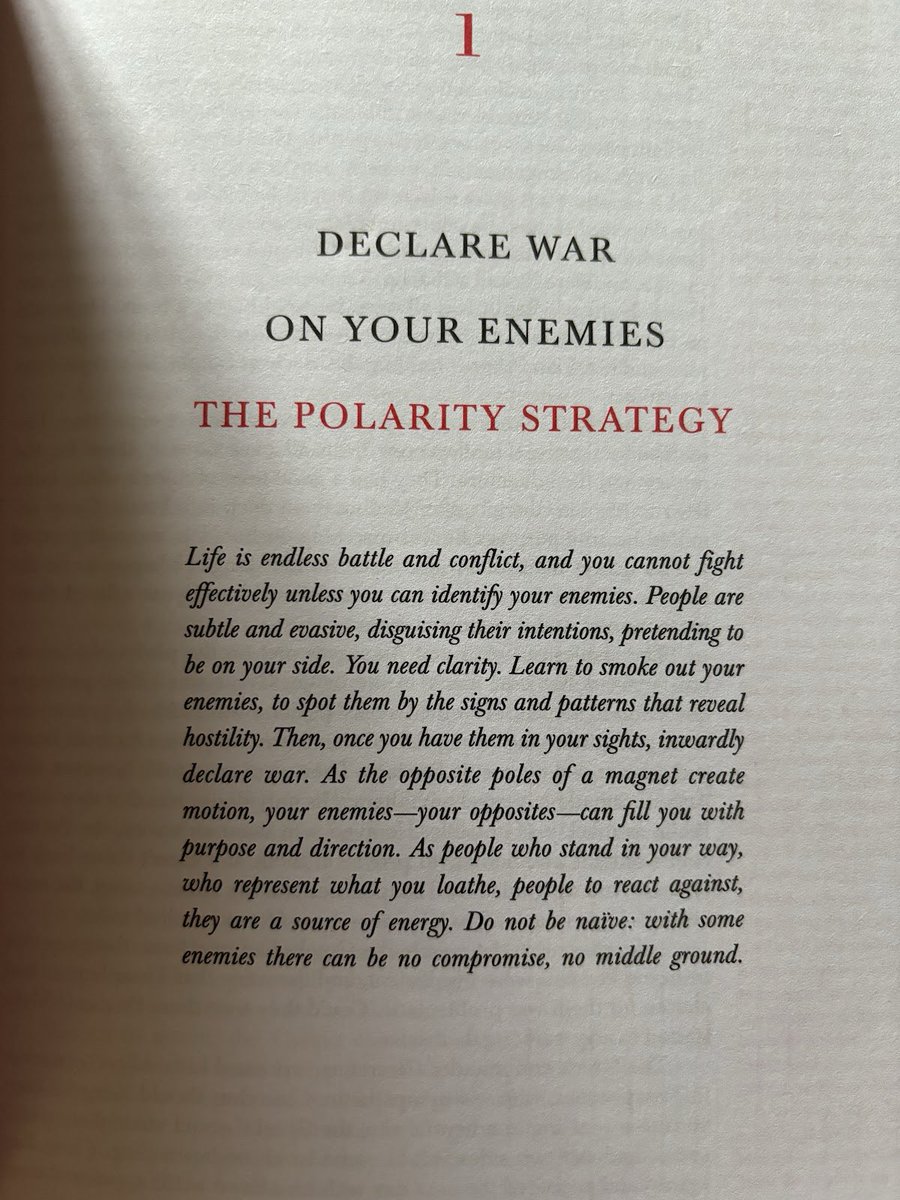 1
DECLARE WAR
ON YOUR ENEMIES
THE POLARITY STRATEGY
Life is endless battle and conflict, and you cannot fight
effectively unless you can identify your enemies. People are
subtle and evasive, disguising their intentions, pretending to
be on your side. You need clarity. Learn to smoke out your
enemies, to spot them by the signs and patterns that reveal
hostility. Then, once you have them in your sights, inwardly
declare war. As the opposite poles of a magnet create
motion, your enemies—your opposites—can fill you with
purpose and direction. As people who stand in your way,
who represent what you loathe, people to react against,
they are a source of energy. Do not be naïve: with some
enemies there can be no compromise, no middle ground.